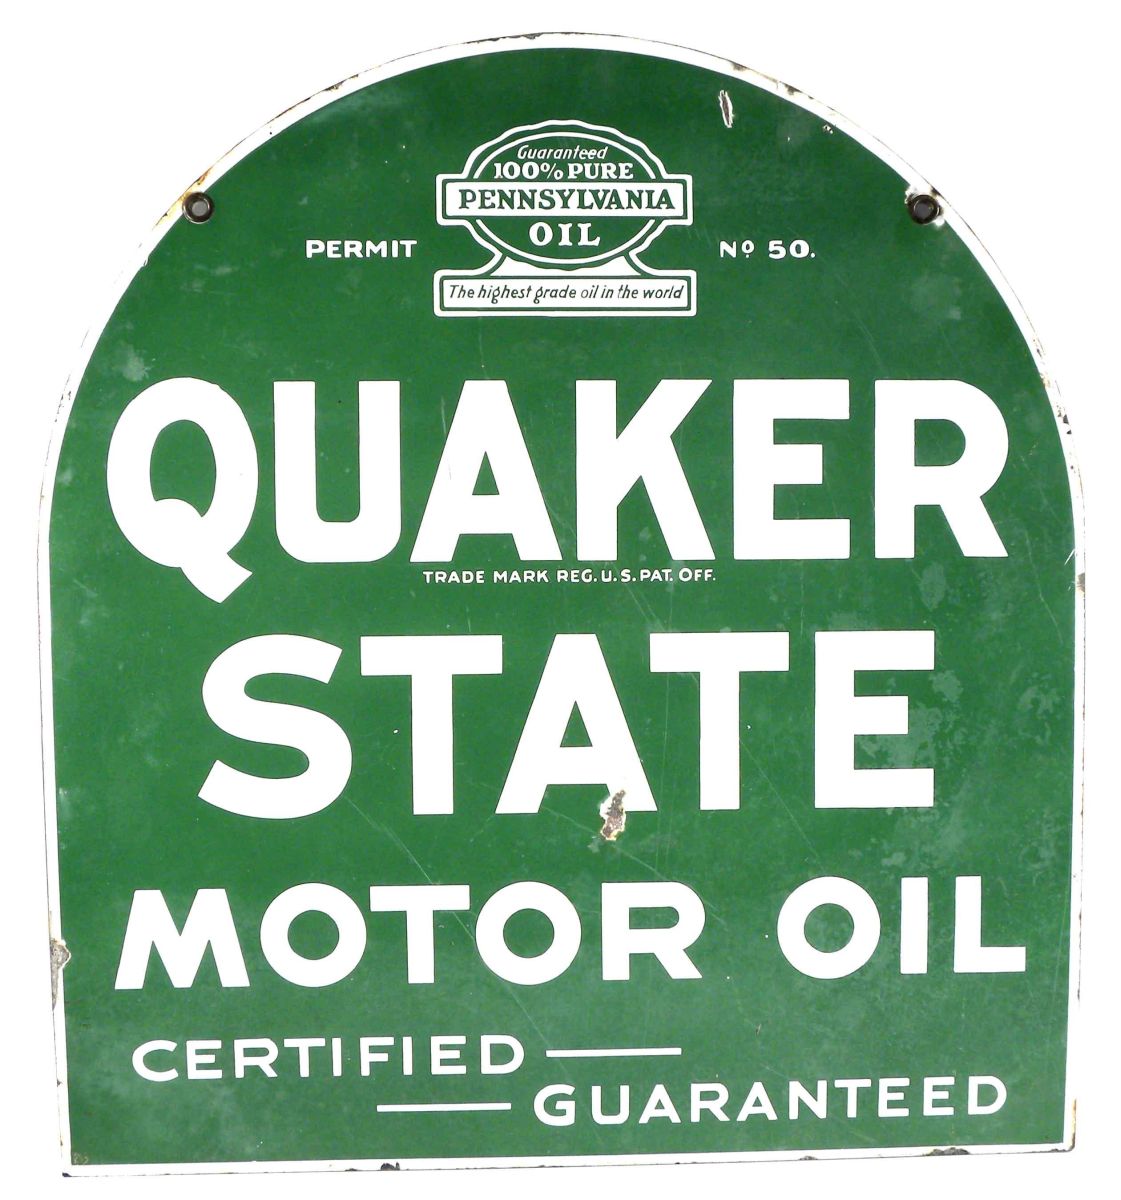 Guaranteed
100% PURE
PENNSYLVANIA
OIL
PERMIT Nº 50.
The highest grade oil in the world
QUAKER
TRADE MARK REG. U.S. PAT. OFF.
STATE
MOTOR OIL
CERTIFIED
GUARANTEED